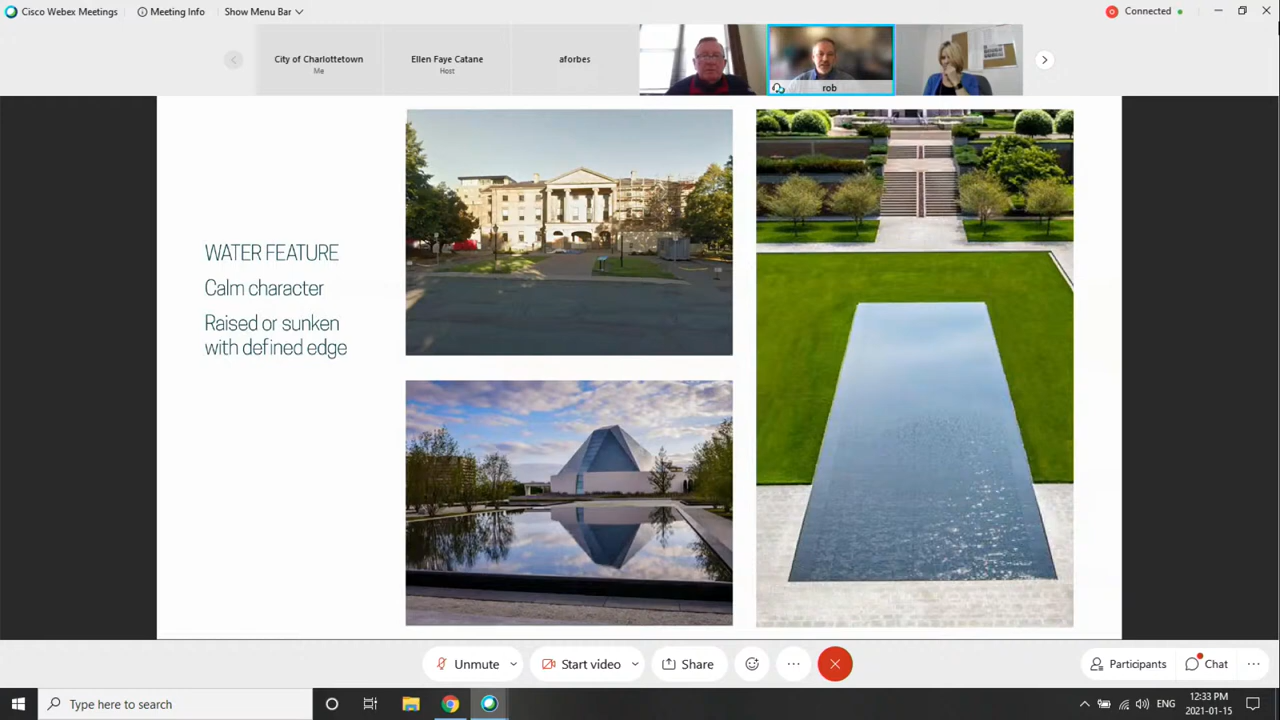 Cisco Webex Meetings
Meeting Info
Show Menu Bar
Connected
City of Charlottetown
Me
Ellen Faye Catane
Host
aforbes
rob
WATER FEATURE
Calm character
Raised or sunken
with defined edge
Unmute
Start video
Share
Participants
Chat
Type here to search
ENG
12:33 PM
2021-01-15